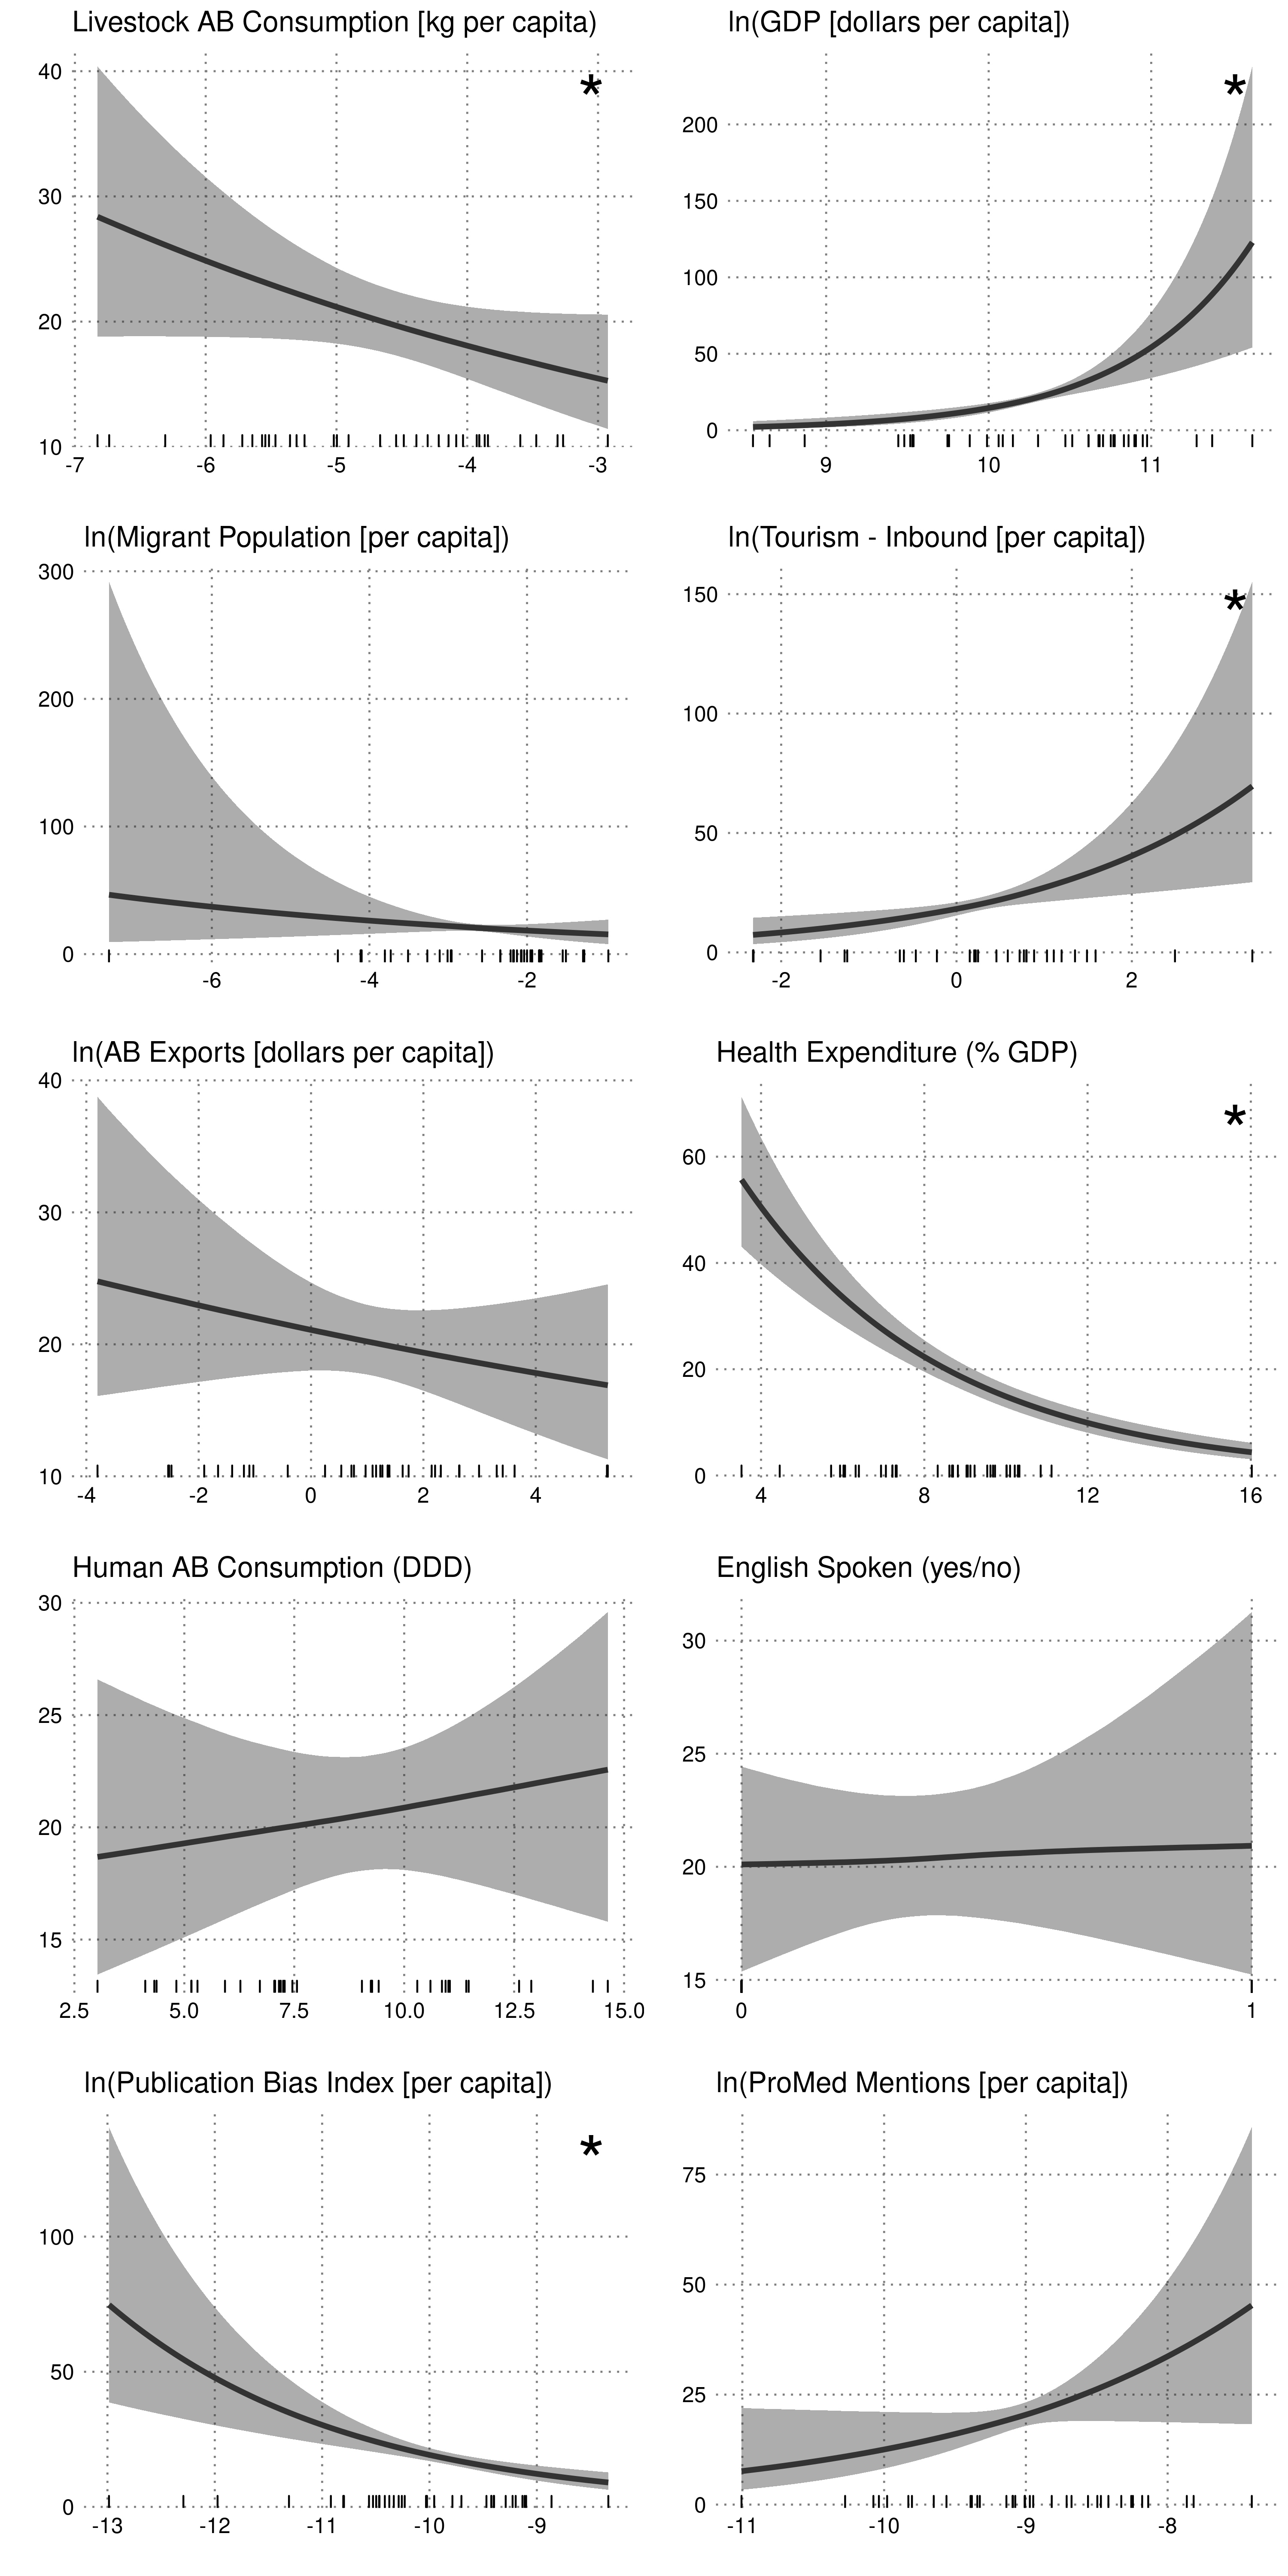 Livestock AB Consumption [kg per capita)
40
30
20
10
-7 -6 -5 -4 -3
*
ln(GDP [dollars per capita])
200
150
100
50
0
9 10 11
*
ln(Migrant Population [per capita])
300
200
100
0
-6 -4 -2
ln(Tourism - Inbound [per capita])
150
100
50
0
-2 0 2
*
ln(AB Exports [dollars per capita])
40
30
20
10
-4 -2 0 2 4
Health Expenditure (% GDP)
60
40
20
0
4 8 12 16
*
Human AB Consumption (DDD)
30
25
20
15
2.5 5.0 7.5 10.0 12.5 15.0
English Spoken (yes/no)
30
25
20
15
0 1
ln(Publication Bias Index [per capita])
100
50
0
-13 -12 -11 -10 -9
*
ln(ProMed Mentions [per capita])
75
50
25
0
-11 -10 -9 -8